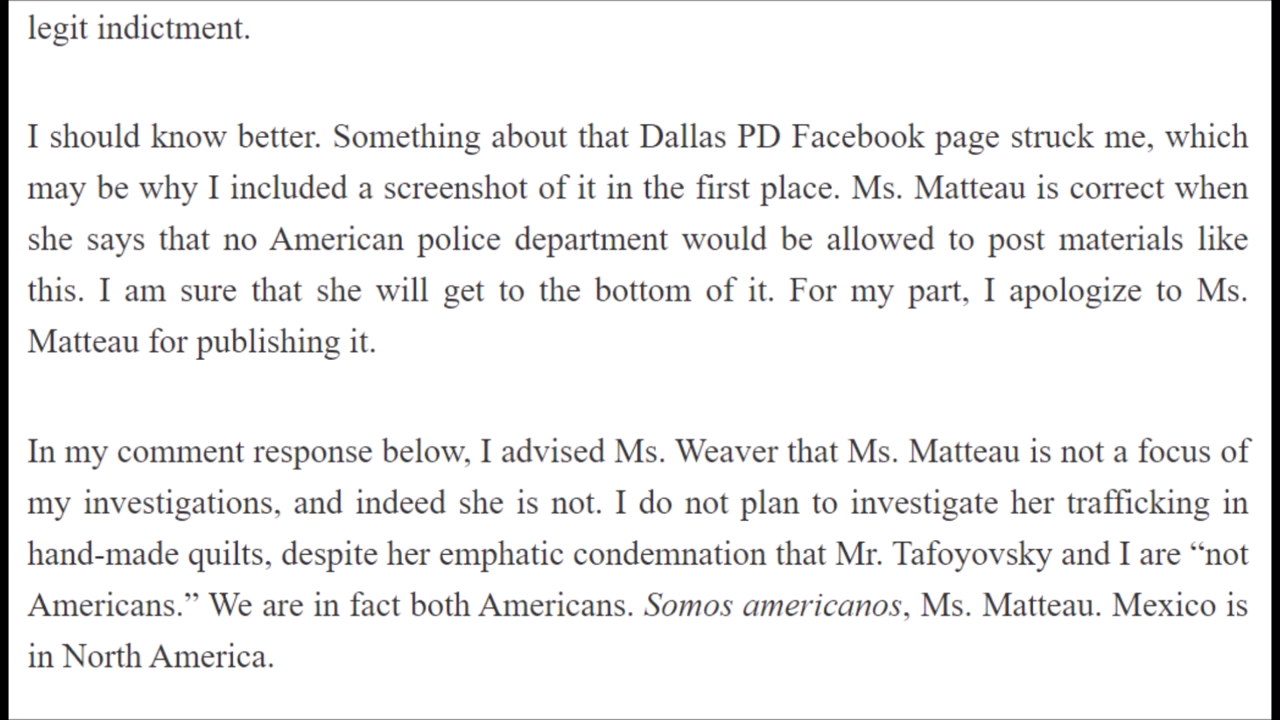 legit indictment.
I should know better. Something about that Dallas PD Facebook page struck me, which
may be why I included a screenshot of it in the first place. Ms. Matteau is correct when
she says that no American police department would be allowed to post materials like
this. I am sure that she will get to the bottom of it. For my part, I apologize to Ms.
Matteau for publishing it.
In my comment response below, I advised Ms. Weaver that Ms. Matteau is not a focus of
my investigations, and indeed she is not. I do not plan to investigate her trafficking in
hand-made quilts, despite her emphatic condemnation that Mr. Tafoyovsky and I are “not
Americans.” We are in fact both Americans. Somos americanos, Ms. Matteau. Mexico is
in North America.